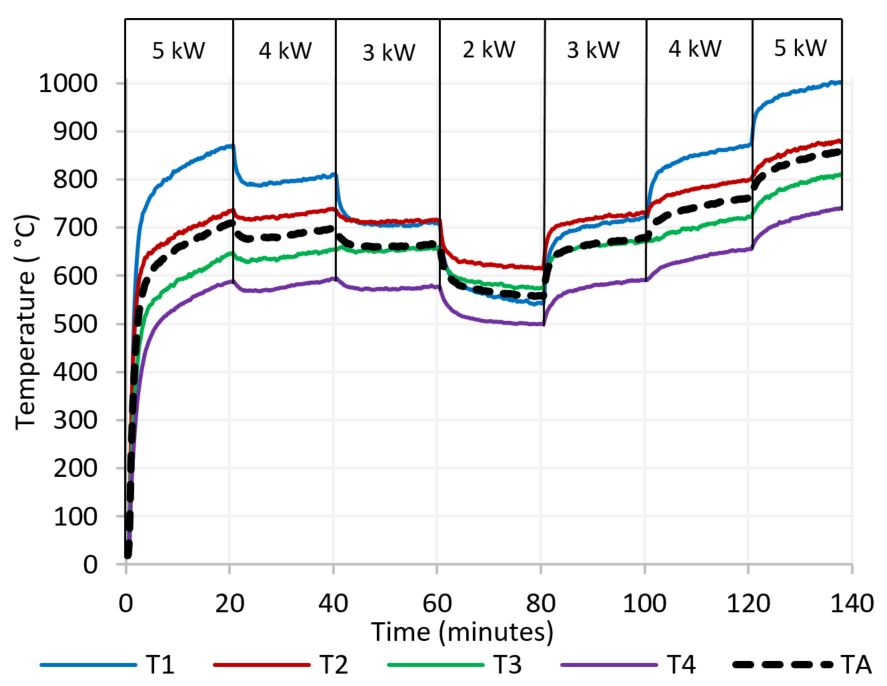 5 kW 4 kW 3 kW 2 kW 3 kW 4 kW 5 kW
1000
900
800
700
600
500
400
300
200
100
0
Temperature ( °C)
0 20 40 60 80 100 120 140
Time (minutes)
T1 T2 T3 T4 TA